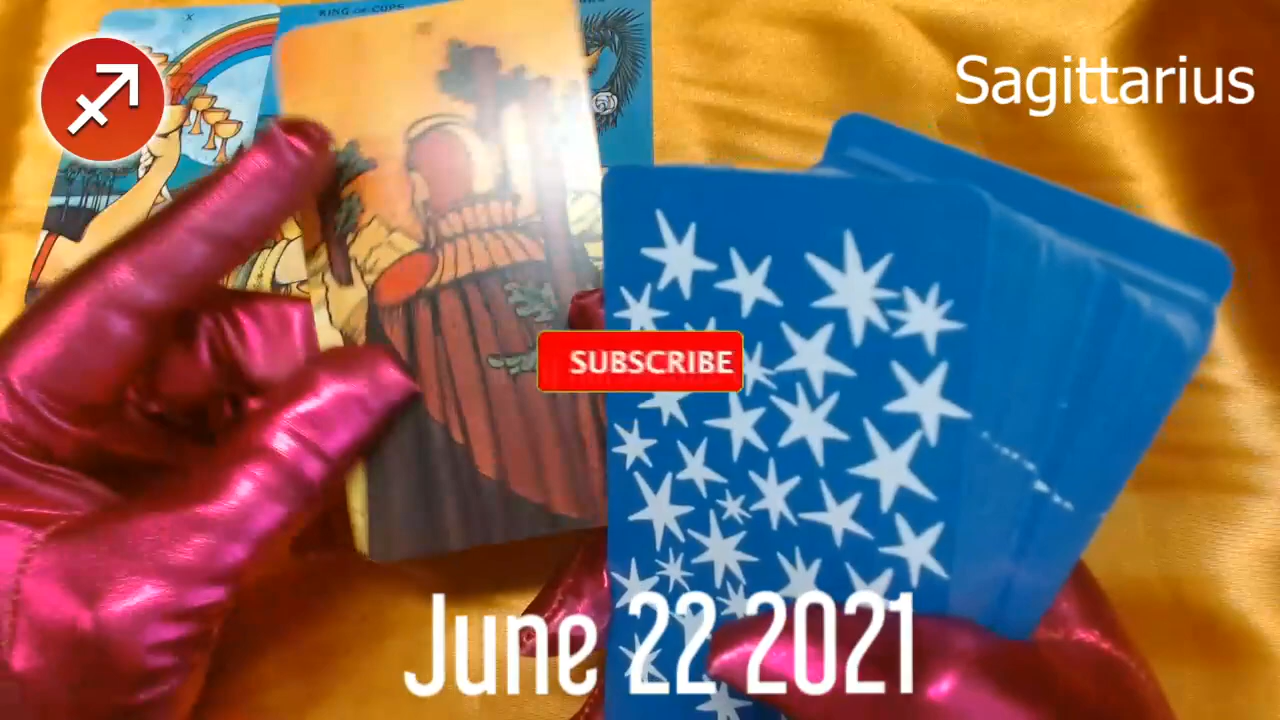 X
KING OF CUPS
Sagittarius
SUBSCRIBE
June 22 2021